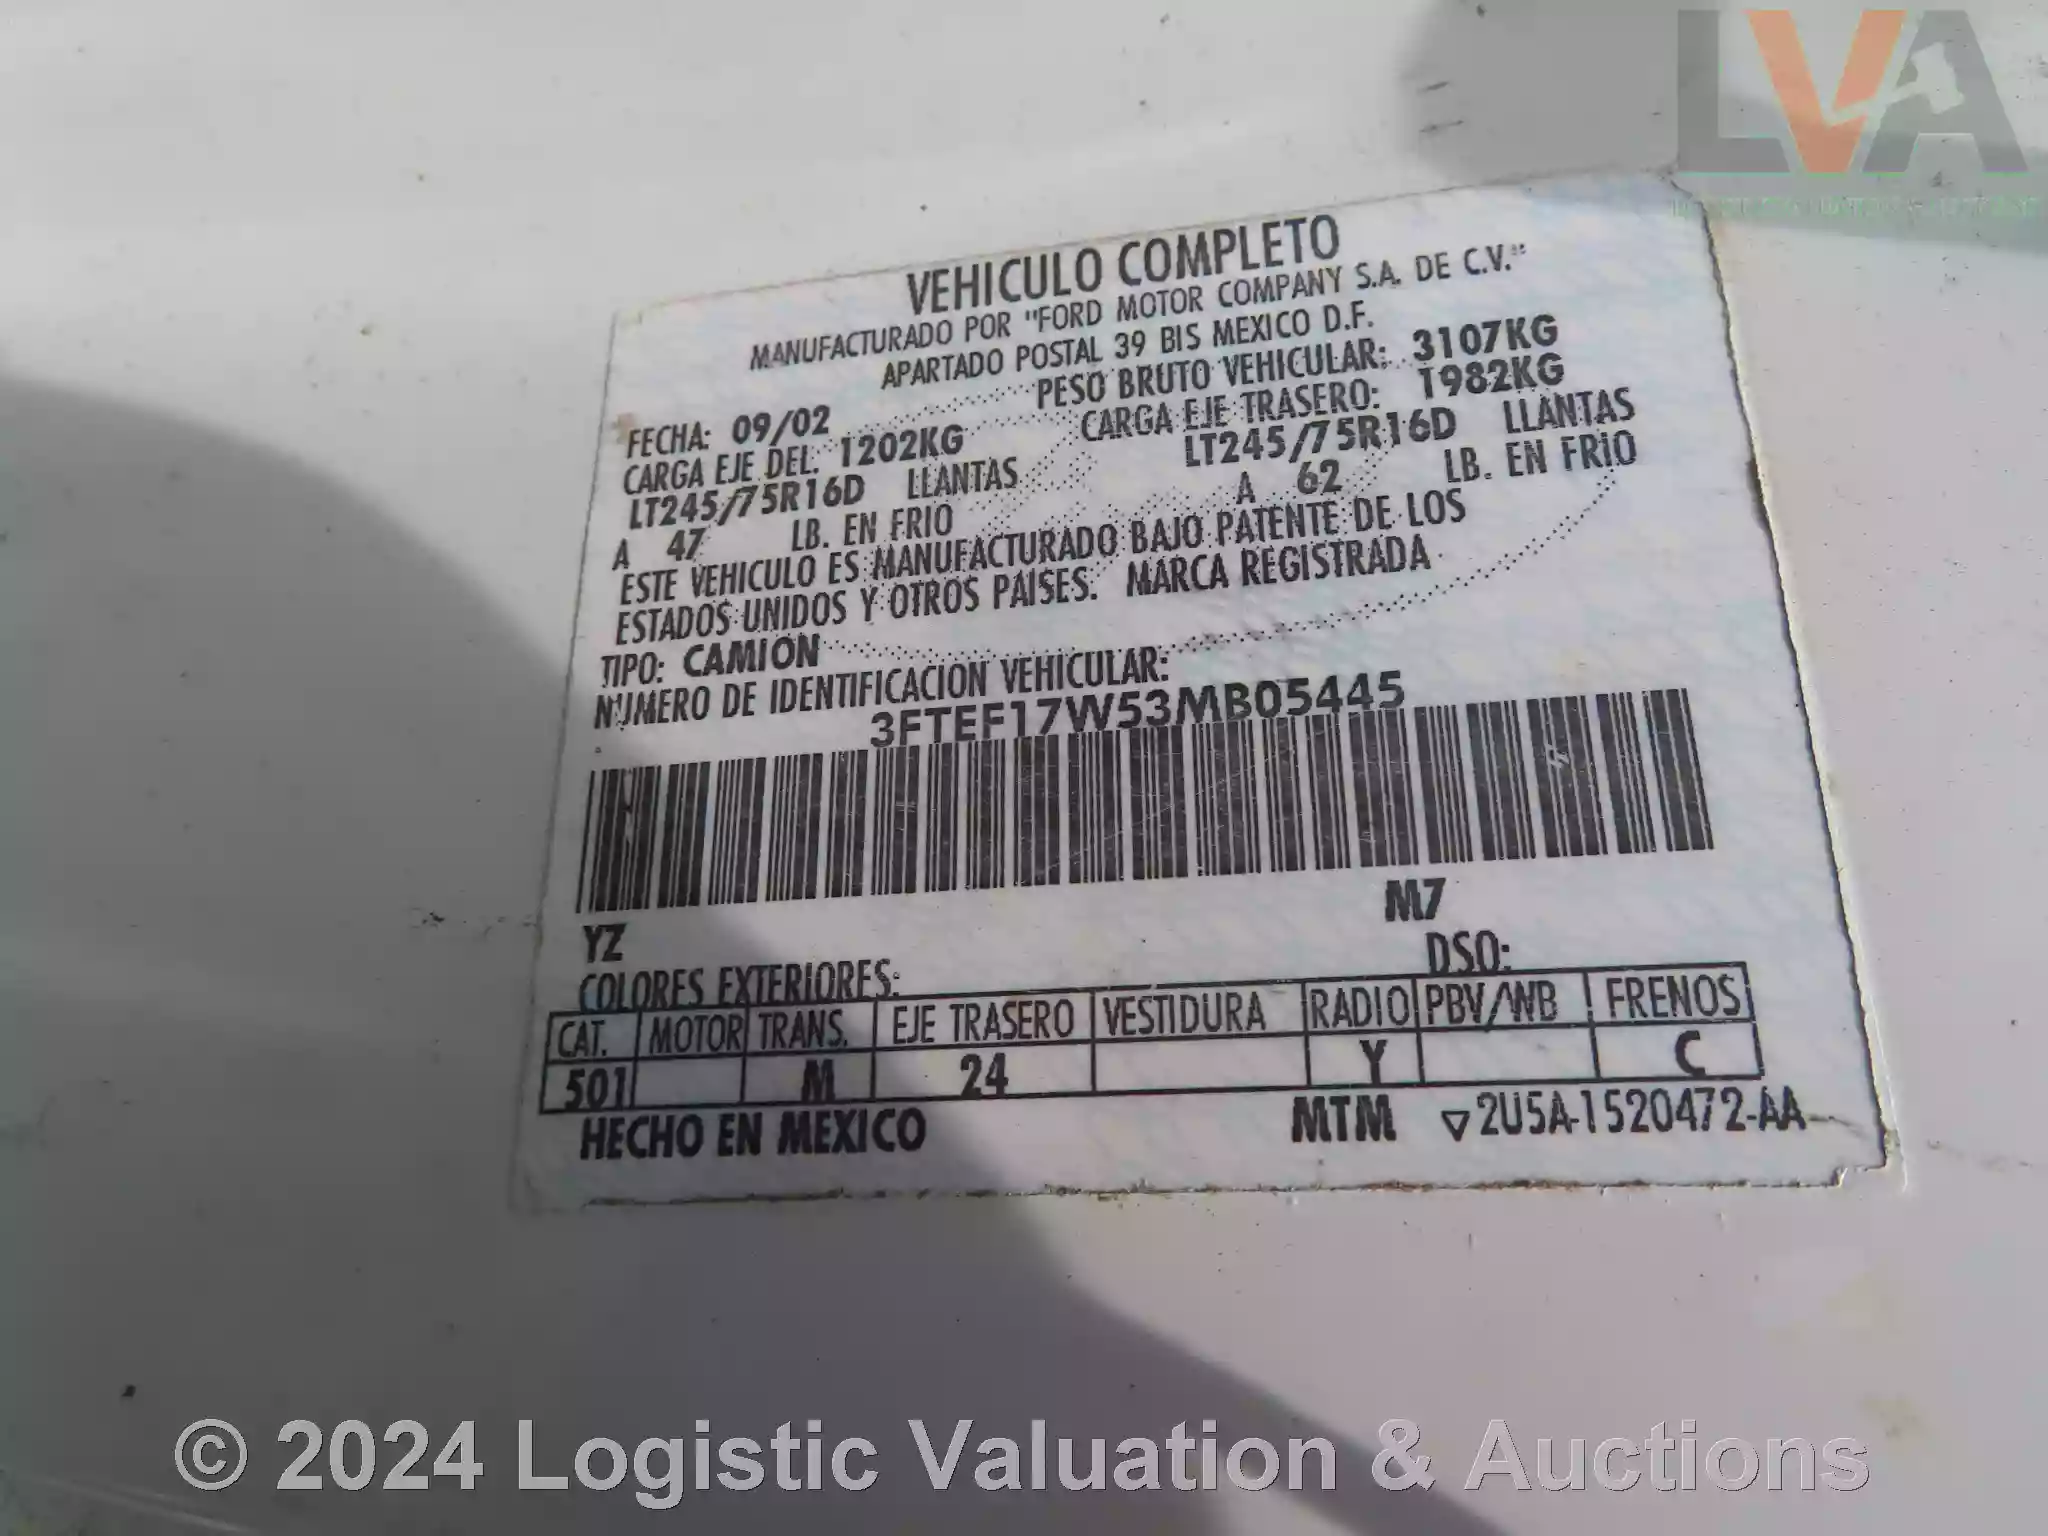 LVA
VEHICULO COMPLETO
MANUFACTURADO POR "FORD MOTOR COMPANY S.A. DE C.V."
APARTADO POSTAL 39 BIS MEXICO D.F.
FECHA: 09/02 PESO BRUTO VEHICULAR: 3107KG
CARGA EJE DEL. 1202KG CARGA EJE TRASERO: 1982KG
LT245/75R16D LLANTAS LT245/75R16D LLANTAS
A 47 LB. EN FRIO A 62 LB. EN FRIO
ESTE VEHICULO ES MANUFACTURADO BAJO PATENTE DE LOS
ESTADOS UNIDOS Y OTROS PAISES. MARCA REGISTRADA
TIPO: CAMION
NUMERO DE IDENTIFICACION VEHICULAR:
3FTEF17W53MB05445
YZ M7
COLORES EXTERIORES: DSO:
CAT. MOTOR TRANS. EJE TRASERO VESTIDURA RADIO PBV/WB FRENOS
501 M 24 Y C
HECHO EN MEXICO MTM ▽2U5A-1520472-AA
© 2024 Logistic Valuation & Auctions